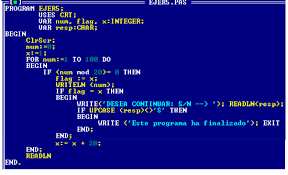 EJER5.PAS
PROGRAM EJER5;
USES CRT;
VAR num, flag, x:INTEGER;
VAR resp:CHAR;
BEGIN
ClrScr;
num:=0;
x:=1;
FOR num:=1 TO 100 DO
BEGIN
IF (num mod 20)= 0 THEN
flag := x;
WRITELN (num);
IF flag = x THEN
BEGIN
WRITE('DESEA CONTINUAR: S/N --> '); READLN(resp);
IF UPCASE (resp)<>'S' THEN
BEGIN
WRITE ('Este programa ha finalizado'); EXIT
END;
END;
x:= x + 20;
END;
READLN
END.